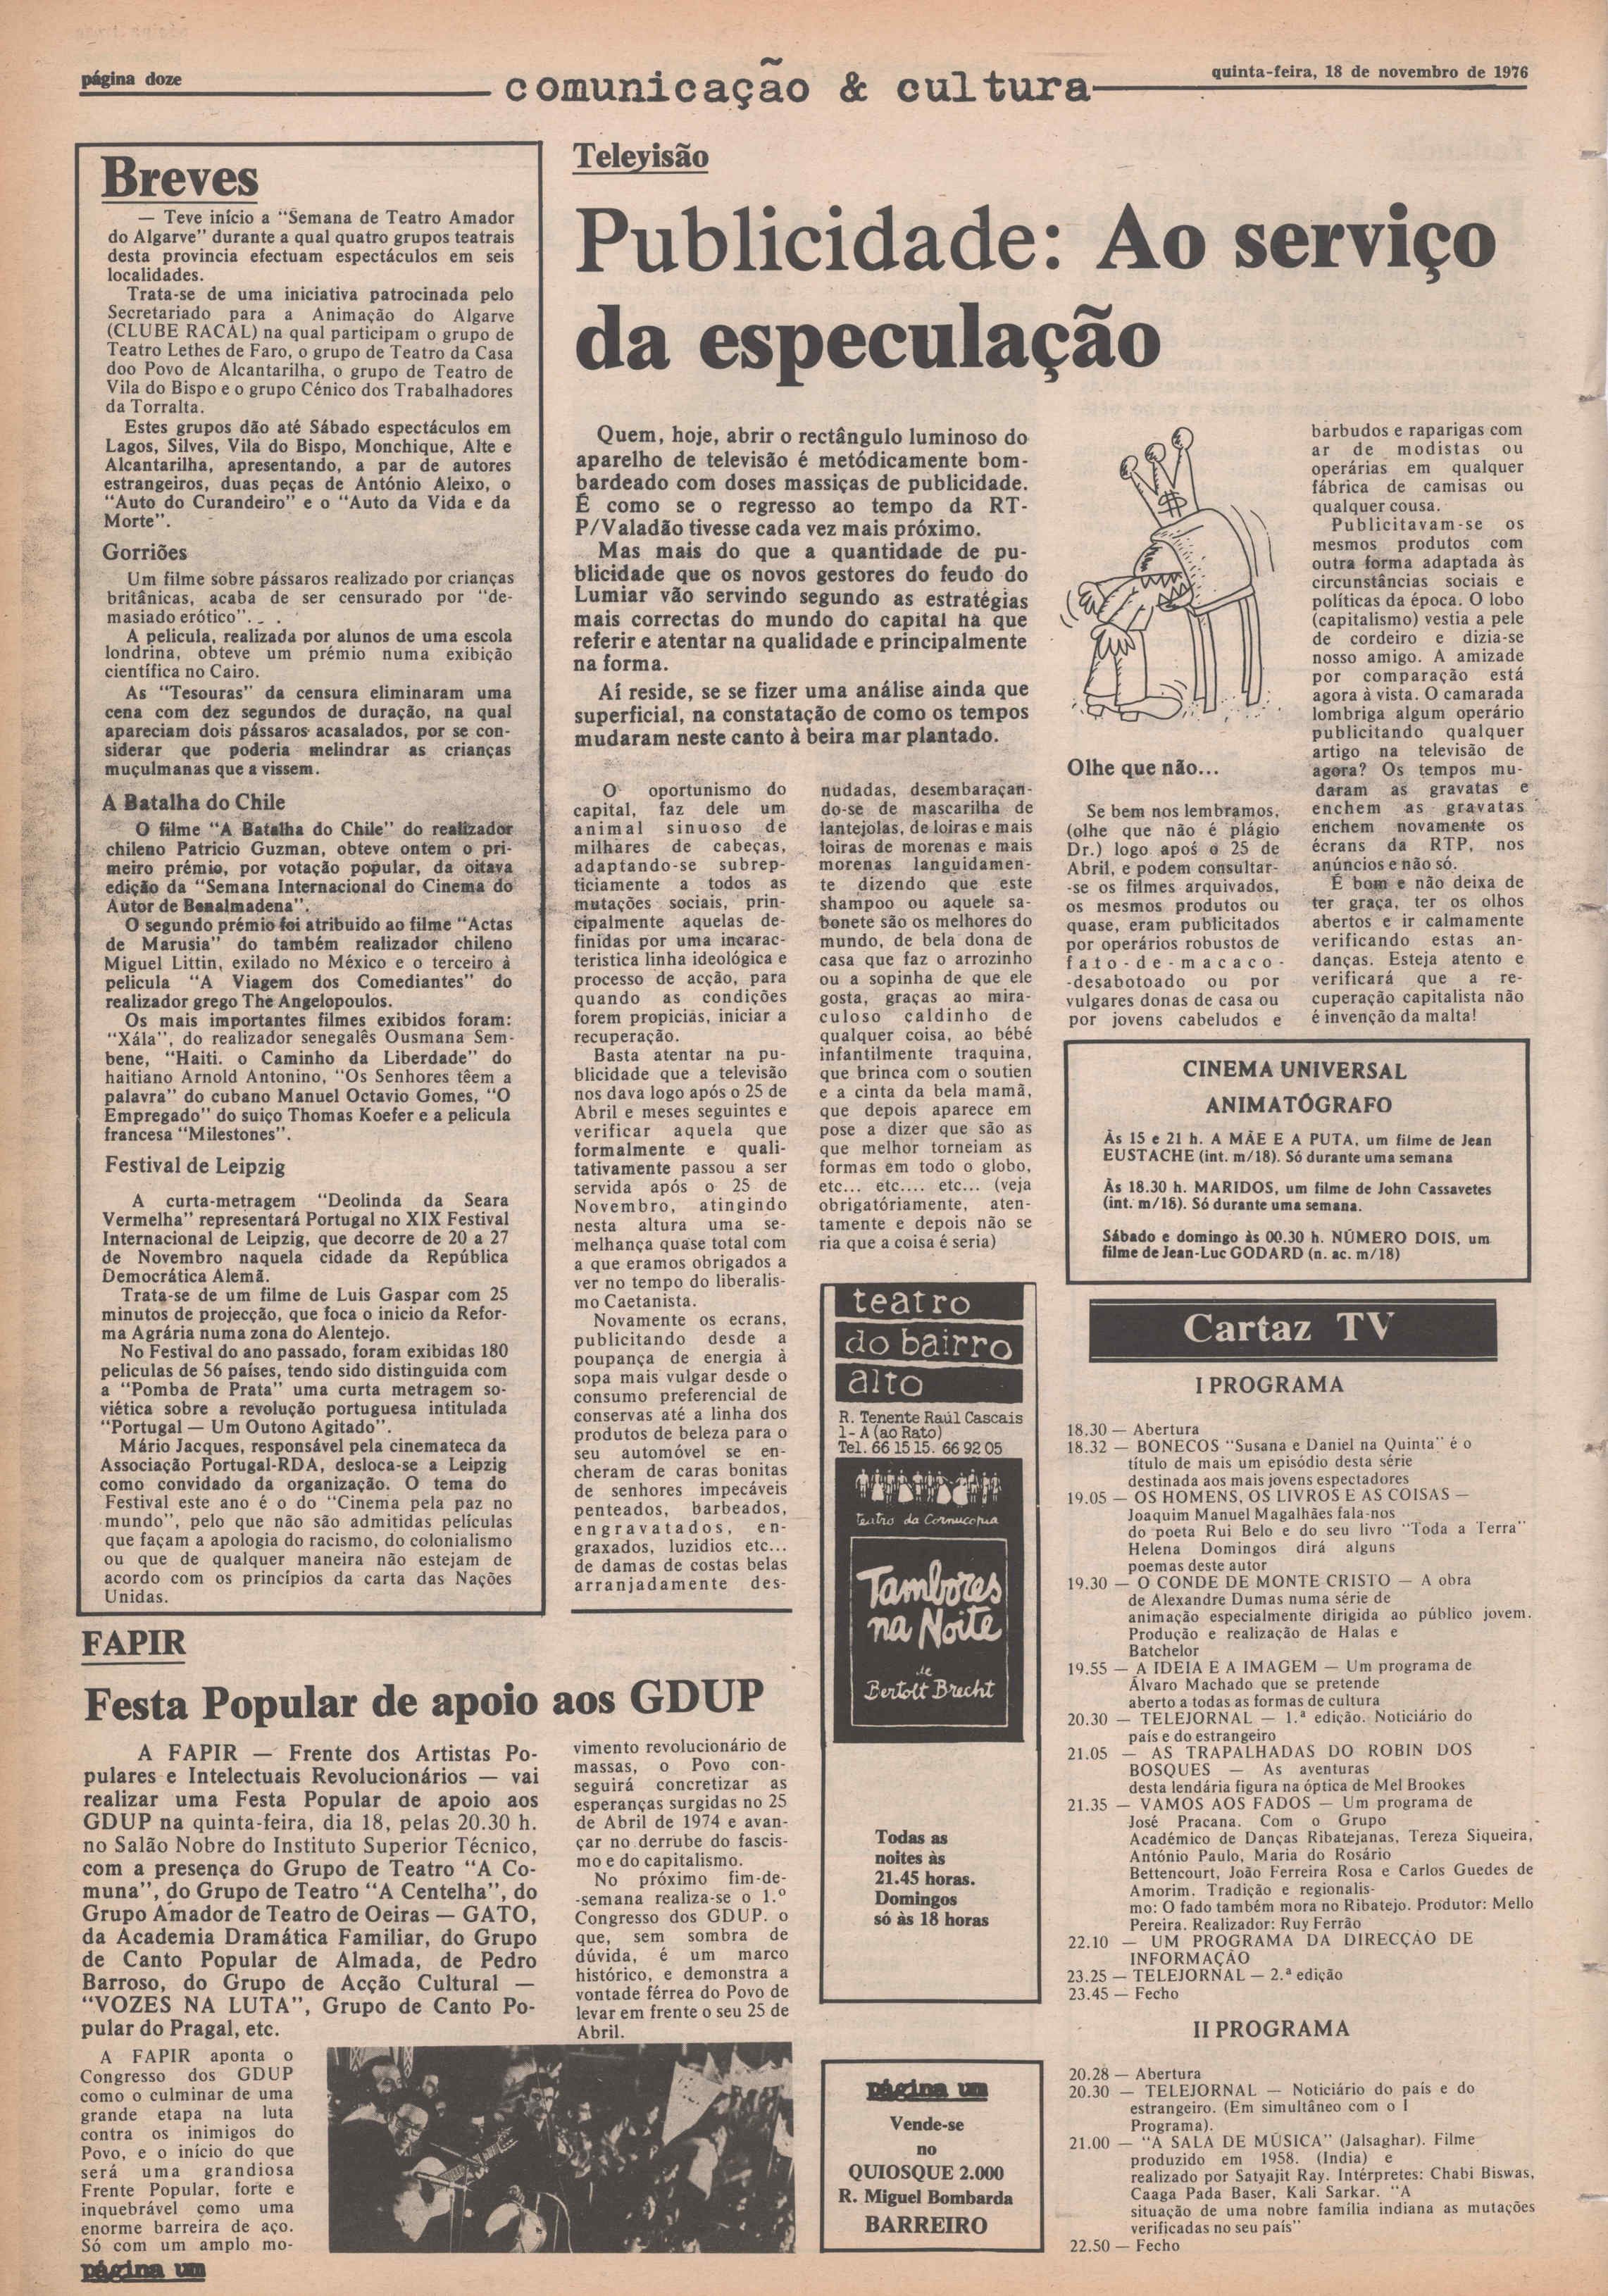 página doze
comunicação & cultura
quinta-feira, 18 de novembro de 1976
Breves
— Teve início a "Semana de Teatro Amador
do Algarve" durante a qual quatro grupos teatrais
desta provincia efectuam espectáculos em seis
localidades.
Trata-se de uma iniciativa patrocinada pelo
Secretariado para a Animação do Algarve
(CLUBE RACAL) na qual participam o grupo de
Teatro Lethes de Faro, o grupo de Teatro da Casa
doo Povo de Alcantarilha, o grupo de Teatro de
Vila do Bispo e o grupo Cénico dos Trabalhadores
da Torralta.
Estes grupos dão até Sábado espectáculos em
Lagos, Silves, Vila do Bispo, Monchique, Alte e
Alcantarilha, apresentando, a par de autores
estrangeiros, duas peças de António Aleixo, o
"Auto do Curandeiro" e o "Auto da Vida e da
Morte".
Gorriões
Um filme sobre pássaros realizado por crianças
britânicas, acaba de ser censurado por "de-
masiado erótico".
A pelicula, realizada por alunos de uma escola
londrina, obteve um prémio numa exibição
científica no Cairo.
As "Tesouras" da censura eliminaram uma
cena com dez segundos de duração, na qual
apareciam dois pássaros acasalados, por se con-
siderar que poderia melindrar as crianças
muçulmanas que a vissem.
A Batalha do Chile
O filme "A Batalha do Chile" do realizador
chileno Patricio Guzman, obteve ontem o pri-
meiro prémio, por votação popular, da oitava
edição da "Semana Internacional do Cinema do
Autor de Benalmadena".
O segundo prémio foi atribuido ao filme "Actas
de Marusia" do também realizador chileno
Miguel Littin, exilado no México e o terceiro à
pelicula "A Viagem dos Comediantes" do
realizador grego The Angelopoulos.
Os mais importantes filmes exibidos foram:
"Xála", do realizador senegalês Ousmana Sem-
bene, "Haiti. o Caminho da Liberdade" do
haitiano Arnold Antonino, "Os Senhores têem a
palavra" do cubano Manuel Octavio Gomes, "O
Empregado" do suiço Thomas Koefer e a pelicula
francesa "Milestones".
Festival de Leipzig
A curta-metragem "Deolinda da Seara
Vermelha" representará Portugal no XIX Festival
Internacional de Leipzig, que decorre de 20 a 27
de Novembro naquela cidade da República
Democrática Alemã.
Trata-se de um filme de Luis Gaspar com 25
minutos de projecção, que foca o inicio da Refor-
ma Agrária numa zona do Alentejo.
No Festival do ano passado, foram exibidas 180
peliculas de 56 países, tendo sido distinguida com
a "Pomba de Prata" uma curta metragem so-
viética sobre a revolução portuguesa intitulada
"Portugal — Um Outono Agitado".
Mário Jacques, responsável pela cinemateca da
Associação Portugal-RDA, desloca-se a Leipzig
como convidado da organização. O tema do
Festival este ano é o do "Cinema pela paz no
mundo", pelo que não são admitidas películas
que façam a apologia do racismo, do colonialismo
ou que de qualquer maneira não estejam de
acordo com os princípios da carta das Nações
Unidas.
Televisão
Publicidade: Ao serviço
da especulação
Quem, hoje, abrir o rectângulo luminoso do
aparelho de televisão é metódicamente bom-
bardeado com doses massiças de publicidade.
É como se o regresso ao tempo da RT-
P/Valadão tivesse cada vez mais próximo.
Mas mais do que a quantidade de pu-
blicidade que os novos gestores do feudo do
Lumiar vão servindo segundo as estratégias
mais correctas do mundo do capital há que
referir e atentar na qualidade e principalmente
na forma.
Aí reside, se se fizer uma análise ainda que
superficial, na constatação de como os tempos
mudaram neste canto à beira mar plantado.
O oportunismo do
capital, faz dele um
animal sinuoso de
milhares de cabeças,
adaptando-se subrep-
ticiamente a todos as
mutações sociais, prin-
cipalmente aquelas de-
finidas por uma incarac-
teristica linha ideológica e
processo de acção, para
quando as condições
forem propicias, iniciar a
recuperação.
Basta atentar na pu-
blicidade que a televisão
nos dava logo após o 25 de
Abril e meses seguintes e
verificar aquela que
formalmente e quali-
tativamente passou a ser
servida após o 25 de
Novembro, atingindo
nesta altura uma se-
melhança quase total com
a que eramos obrigados a
ver no tempo do liberalis-
mo Caetanista.
Novamente os ecrans,
publicitando desde a
poupança de energia à
sopa mais vulgar desde o
consumo preferencial de
conservas até a linha dos
produtos de beleza para o
seu automóvel se en-
cheram de caras bonitas
de senhores impecáveis
penteados, barbeados,
engravatados, en-
graxados, luzidios etc...
de damas de costas belas
arranjadamente des-
nudadas, desembaraçan-
do-se de mascarilha de
lantejolas, de loiras e mais
loiras de morenas e mais
morenas languidamen-
te dizendo que este
shampoo ou aquele sa-
bonete são os melhores do
mundo, de bela dona de
casa que faz o arrozinho
ou a sopinha de que ele
gosta, graças ao mira-
culoso caldinho de
qualquer coisa, ao bébé
infantilmente traquina,
que brinca com o soutien
e a cinta da bela mamã,
que depois aparece em
pose a dizer que são as
que melhor torneiam as
formas em todo o globo,
etc... etc.... etc... (veja
obrigatóriamente, aten-
tamente e depois não se
ria que a coisa é seria)
$
Olhe que não...
Se bem nos lembramos,
(olhe que não é plágio
Dr.) logo após o 25 de
Abril, e podem consultar-
-se os filmes arquivados,
os mesmos produtos ou
quase, eram publicitados
por operários robustos de
fato-de-macaco-
-desabotoado ou por
vulgares donas de casa ou
por jovens cabeludos e
barbudos e raparigas com
ar de modistas ou
operárias em qualquer
fábrica de camisas ou
qualquer cousa.
Publicitavam-se os
mesmos produtos com
outra forma adaptada às
circunstâncias sociais e
políticas da época. O lobo
(capitalismo) vestia a pele
de cordeiro e dizia-se
nosso amigo. A amizade
por comparação está
agora à vista. O camarada
lombriga algum operário
publicitando qualquer
artigo na televisão de
agora? Os tempos mu-
daram as gravatas e
enchem as gravatas
enchem novamente os
écrans da RTP, nos
anúncios e não só.
É bom e não deixa de
ter graça, ter os olhos
abertos e ir calmamente
verificando estas an-
danças. Esteja atento e
verificará que a re-
cuperação capitalista não
é invenção da malta!
CINEMA UNIVERSAL
ANIMATÓGRAFO
Às 15 e 21 h. A MÃE E A PUTA, um filme de Jean
EUSTACHE (int. m/18). Só durante uma semana
Às 18.30 h. MARIDOS, um filme de John Cassavetes
(int. m/18). Só durante uma semana.
Sábado e domingo às 00.30 h. NÚMERO DOIS, um
filme de Jean-Luc GODARD (n. ac. m/18)
teatro
do bairro
alto
R. Tenente Raúl Cascais
1-A (ao Rato)
Tel. 66 15 15. 66 92 05
teatro da Cornucópia
Tambores
na Noite
de
Bertolt Brecht
Todas as
noites às
21.45 horas.
Domingos
só às 18 horas
Cartaz TV
I PROGRAMA
18.30 — Abertura
18.32 — BONECOS "Susana e Daniel na Quinta" é o
título de mais um episódio desta série
destinada aos mais jovens espectadores
19.05 — OS HOMENS, OS LIVROS E AS COISAS —
Joaquim Manuel Magalhães fala-nos
do poeta Rui Belo e do seu livro "Toda a Terra"
Helena Domingos dirá alguns
poemas deste autor
19.30 — O CONDE DE MONTE CRISTO — A obra
de Alexandre Dumas numa série de
animação especialmente dirigida ao público jovem.
Produção e realização de Halas e
Batchelor
19.55 — A IDEIA E A IMAGEM — Um programa de
Álvaro Machado que se pretende
aberto a todas as formas de cultura
20.30 — TELEJORNAL — 1.ª edição. Noticiário do
país e do estrangeiro
21.05 — AS TRAPALHADAS DO ROBIN DOS
BOSQUES — As aventuras
desta lendária figura na óptica de Mel Brookes
21.35 — VAMOS AOS FADOS — Um programa de
José Pracana. Com o Grupo
Académico de Danças Ribatejanas, Tereza Siqueira,
António Paulo, Maria do Rosário
Bettencourt, João Ferreira Rosa e Carlos Guedes de
Amorim. Tradição e regionalis-
mo: O fado também mora no Ribatejo. Produtor: Mello
Pereira. Realizador: Ruy Ferrão
22.10 — UM PROGRAMA DA DIRECÇÃO DE
INFORMAÇÃO
23.25 — TELEJORNAL — 2.ª edição
23.45 — Fecho
II PROGRAMA
20.28 — Abertura
20.30 — TELEJORNAL — Noticiário do país e do
estrangeiro. (Em simultâneo com o I
Programa).
21.00 — "A SALA DE MÚSICA" (Jalsaghar). Filme
produzido em 1958. (India) e
realizado por Satyajit Ray. Intérpretes: Chabi Biswas,
Caaga Pada Baser, Kali Sarkar. "A
situação de uma nobre família indiana as mutações
verificadas no seu país"
22.50 — Fecho
FAPIR
Festa Popular de apoio aos GDUP
A FAPIR — Frente dos Artistas Po-
pulares e Intelectuais Revolucionários — vai
realizar uma Festa Popular de apoio aos
GDUP na quinta-feira, dia 18, pelas 20.30 h.
no Salão Nobre do Instituto Superior Técnico,
com a presença do Grupo de Teatro "A Co-
muna", do Grupo de Teatro "A Centelha", do
Grupo Amador de Teatro de Oeiras — GATO,
da Academia Dramática Familiar, do Grupo
de Canto Popular de Almada, de Pedro
Barroso, do Grupo de Acção Cultural —
"VOZES NA LUTA", Grupo de Canto Po-
pular do Pragal, etc.
A FAPIR aponta o
Congresso dos GDUP
como o culminar de uma
grande etapa na luta
contra os inimigos do
Povo, e o início do que
será uma grandiosa
Frente Popular, forte e
inquebrável como uma
enorme barreira de aço.
Só com um amplo mo-
vimento revolucionário de
massas, o Povo con-
seguirá concretizar as
esperanças surgidas no 25
de Abril de 1974 e avan-
çar no derrube do fascis-
mo e do capitalismo.
No próximo fim-de-
-semana realiza-se o 1.º
Congresso dos GDUP. o
que, sem sombra de
dúvida, é um marco
histórico, e demonstra a
vontade férrea do Povo de
levar em frente o seu 25 de
Abril.
página um
Vende-se
no
QUIOSQUE 2.000
R. Miguel Bombarda
BARREIRO
página um